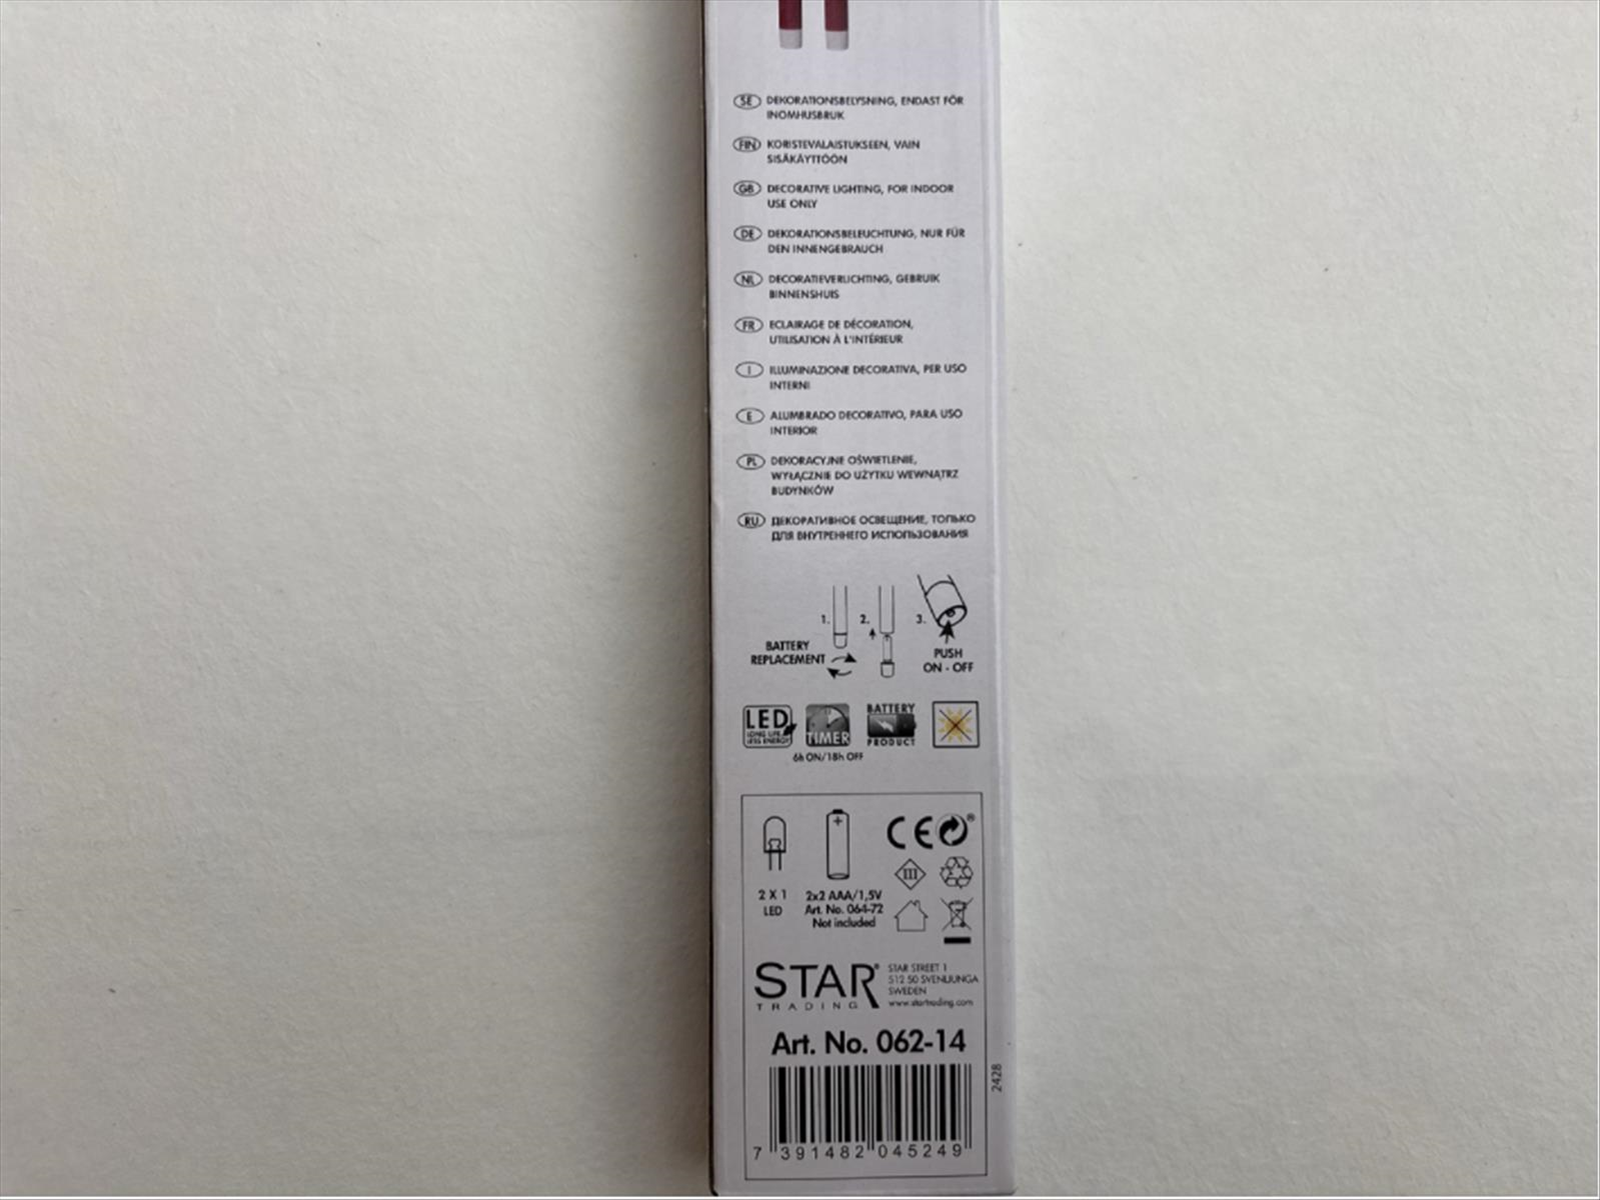 SE DEKORATIONSBELYSNING, ENDAST FÖR
INOMHUSBRUK
FIN KORISTEVALAISTUKSEEN, VAIN
SISÄKÄYTTÖÖN
GB DECORATIVE LIGHTING, FOR INDOOR
USE ONLY
DE DEKORATIONSBELEUCHTUNG, NUR FÜR
DEN INNENGEBRAUCH
NL DECORATIEVERLICHTING, GEBRUIK
BINNENSHUIS
FR ECLAIRAGE DE DÉCORATION,
UTILISATION À L'INTÉRIEUR
I ILLUMINAZIONE DECORATIVA, PER USO
INTERNI
E ALUMBRADO DECORATIVO, PARA USO
INTERIOR
PL DEKORACYJNE OŚWIETLENIE,
WYŁĄCZNIE DO UŻYTKU WEWNĄTRZ
BUDYNKÓW
RU ДЕКОРАТИВНОЕ ОСВЕЩЕНИЕ, ТОЛЬКО
ДЛЯ ВНУТРЕННЕГО ИСПОЛЬЗОВАНИЯ
1. 2. 3.
BATTERY
REPLACEMENT
PUSH
ON - OFF
LED
LONG LIFE,
LESS ENERGY
TIMER
BATTERY
PRODUCT
6h ON/18h OFF
CE
III
2 X 1
LED
2x2 AAA/1,5V
Art. No. 064-72
Not included
STAR®
TRADING
STAR STREET 1
512 50 SVENLJUNGA
SWEDEN
www.startrading.com
Art. No. 062-14
2428
7 391482 045249